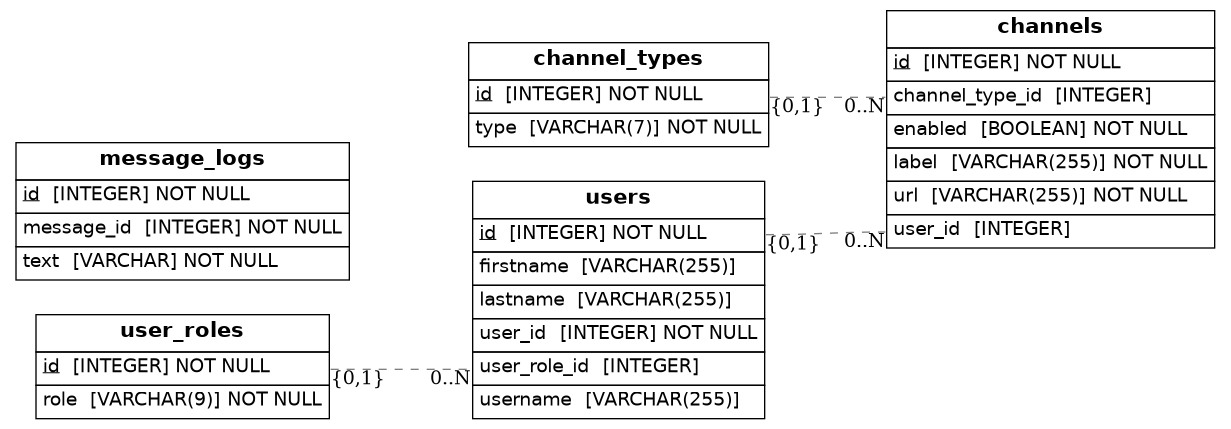 message_logs
id [INTEGER] NOT NULL
message_id [INTEGER] NOT NULL
text [VARCHAR] NOT NULL
user_roles
id [INTEGER] NOT NULL
role [VARCHAR(9)] NOT NULL
{0,1} 0..N
channel_types
id [INTEGER] NOT NULL
type [VARCHAR(7)] NOT NULL
{0,1} 0..N
users
id [INTEGER] NOT NULL
firstname [VARCHAR(255)]
lastname [VARCHAR(255)]
user_id [INTEGER] NOT NULL
user_role_id [INTEGER]
username [VARCHAR(255)]
{0,1} 0..N
channels
id [INTEGER] NOT NULL
channel_type_id [INTEGER]
enabled [BOOLEAN] NOT NULL
label [VARCHAR(255)] NOT NULL
url [VARCHAR(255)] NOT NULL
user_id [INTEGER]